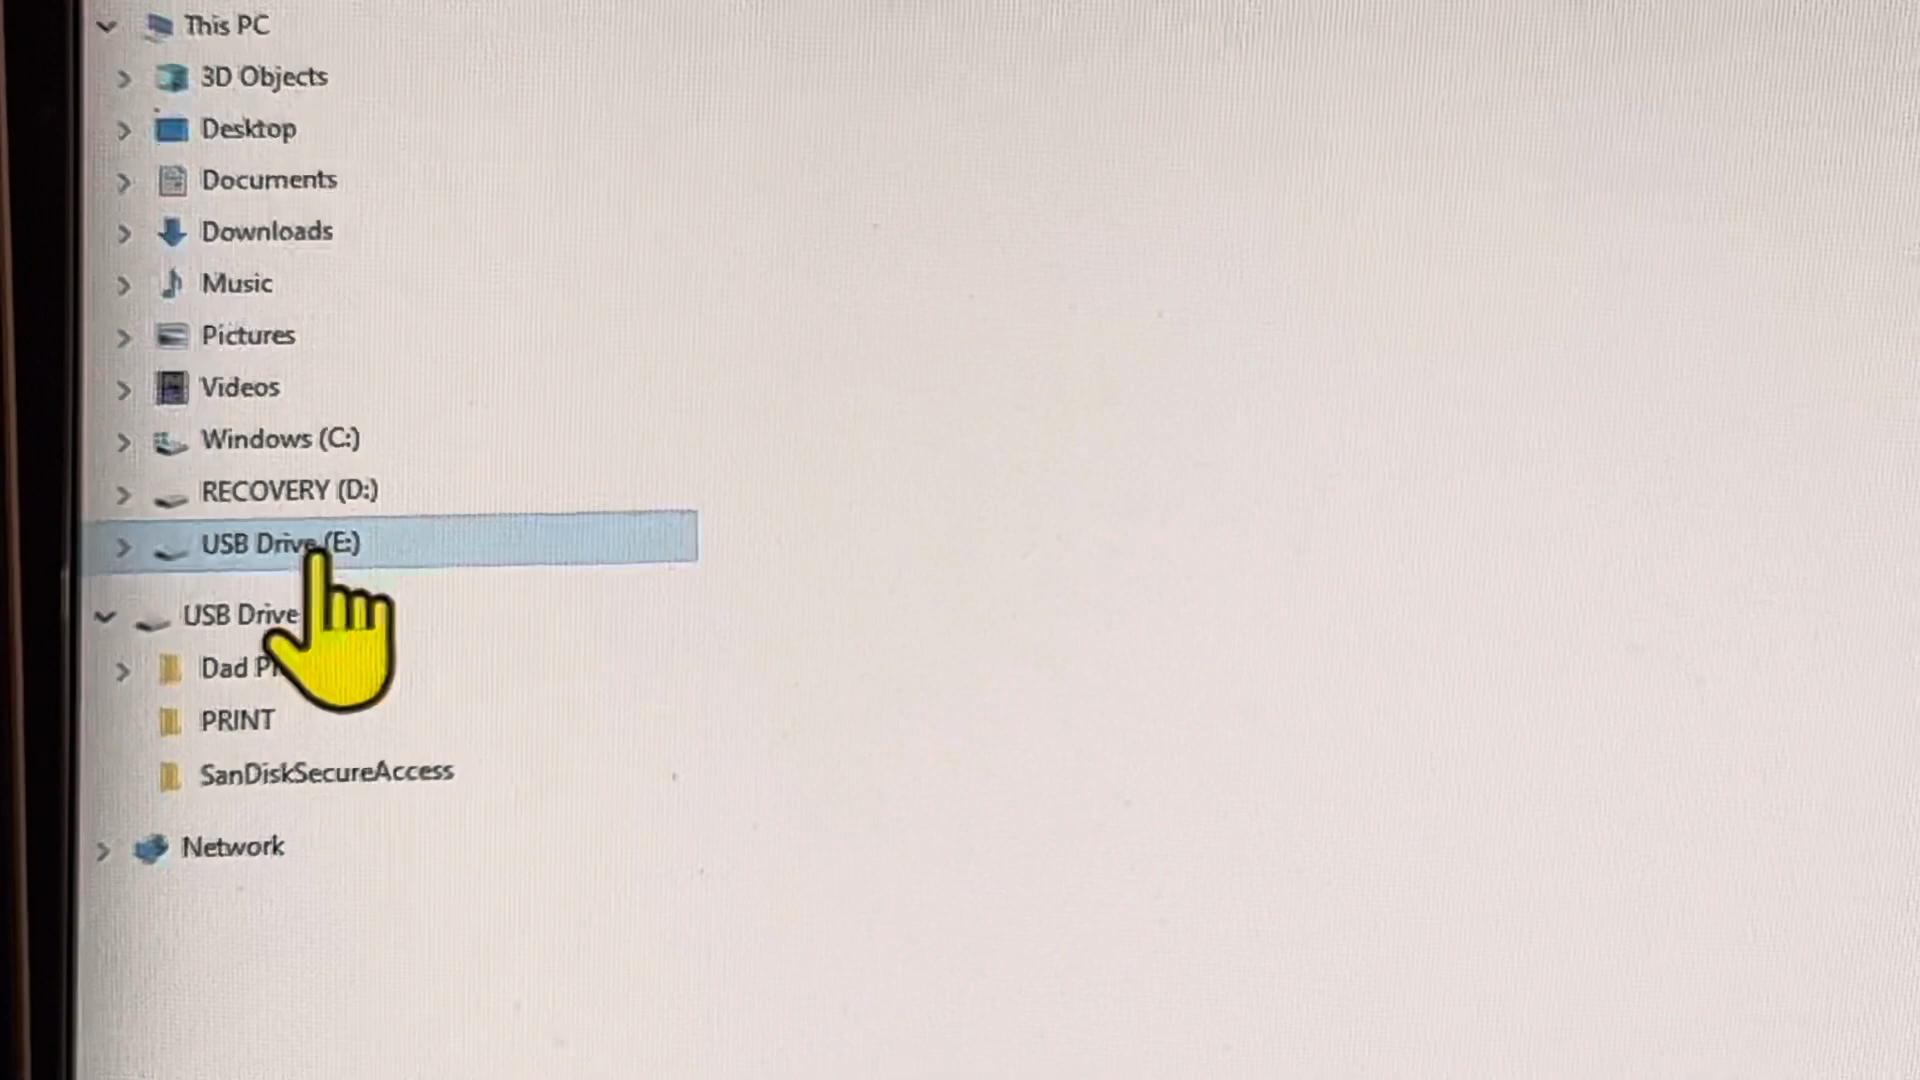 This PC
3D Objects
Desktop
Documents
Downloads
Music
Pictures
Videos
Windows (C:)
RECOVERY (D:)
USB Drive (E:)
USB Drive
Dad
PRINT
SanDiskSecureAccess
Network